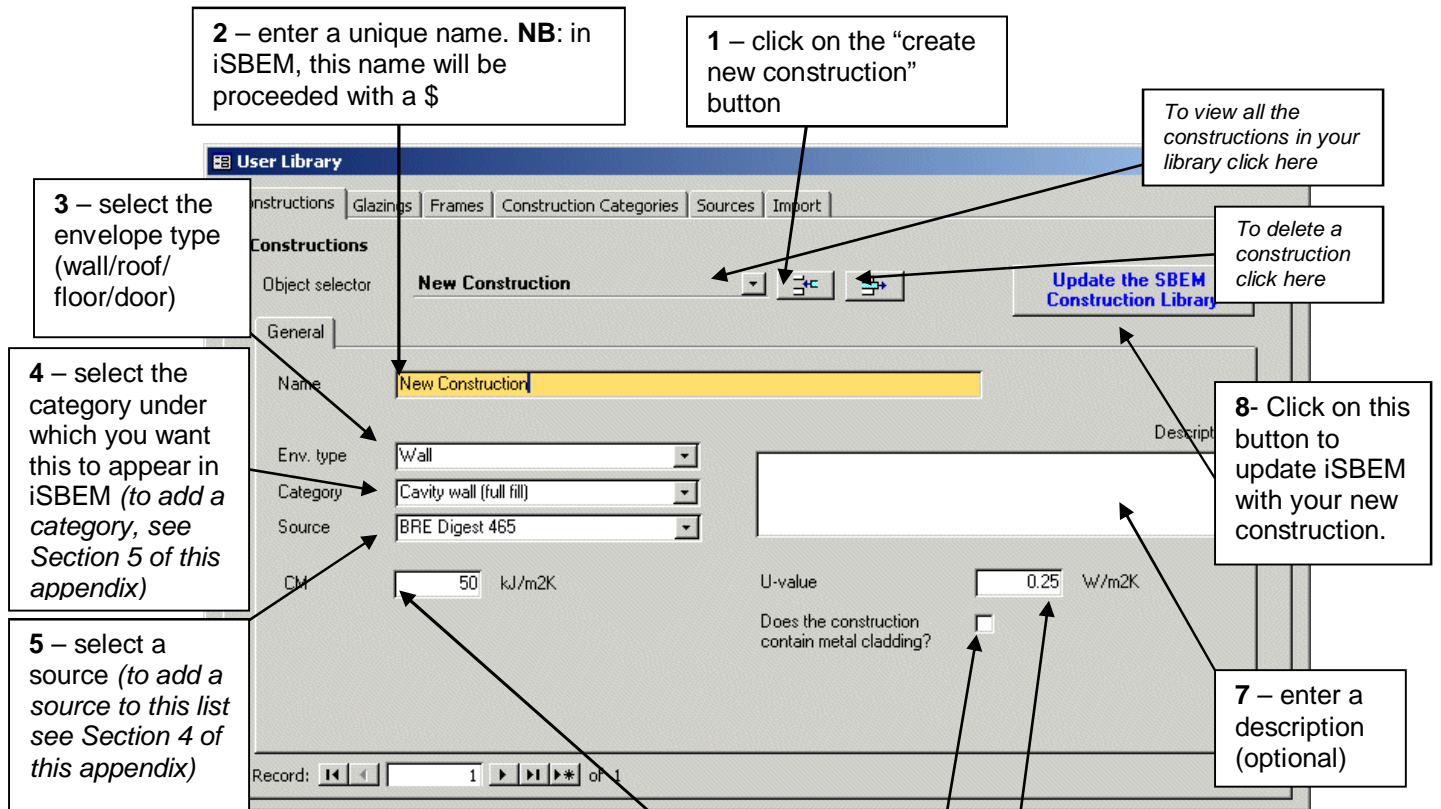 2 – enter a unique name. NB: in
iSBEM, this name will be
proceeded with a $
1 – click on the “create
new construction”
button
To view all the
constructions in your
library click here
User Library
3 – select the
envelope type
(wall/roof/
floor/door)
nstructions Glazings Frames Construction Categories Sources Import
To delete a
construction
click here
Constructions
Object selector New Construction
Update the SBEM
Construction Library
General
4 – select the
category under
which you want
this to appear in
iSBEM (to add a
category, see
Section 5 of this
appendix)
Name New Construction
8- Click on this
button to
update iSBEM
with your new
construction.
Descript
Env. type Wall
Category Cavity wall (full fill)
Source BRE Digest 465
CM 50 kJ/m2K
U-value 0.25 W/m2K
Does the construction
contain metal cladding?
5 – select a
source (to add a
source to this list
see Section 4 of
this appendix)
7 – enter a
description
(optional)
Record: 1 of 1